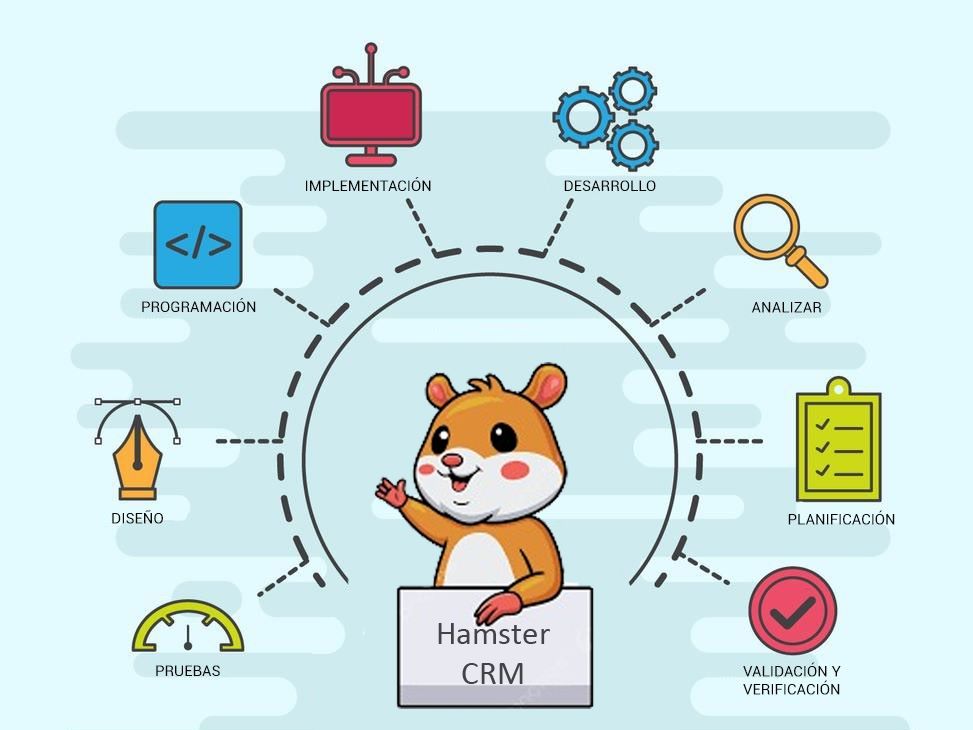 IMPLEMENTACIÓN
DESARROLLO
PROGRAMACIÓN
ANALIZAR
DISEÑO
PLANIFICACIÓN
PRUEBAS
VALIDACIÓN Y
VERIFICACIÓN
Hamster
CRM